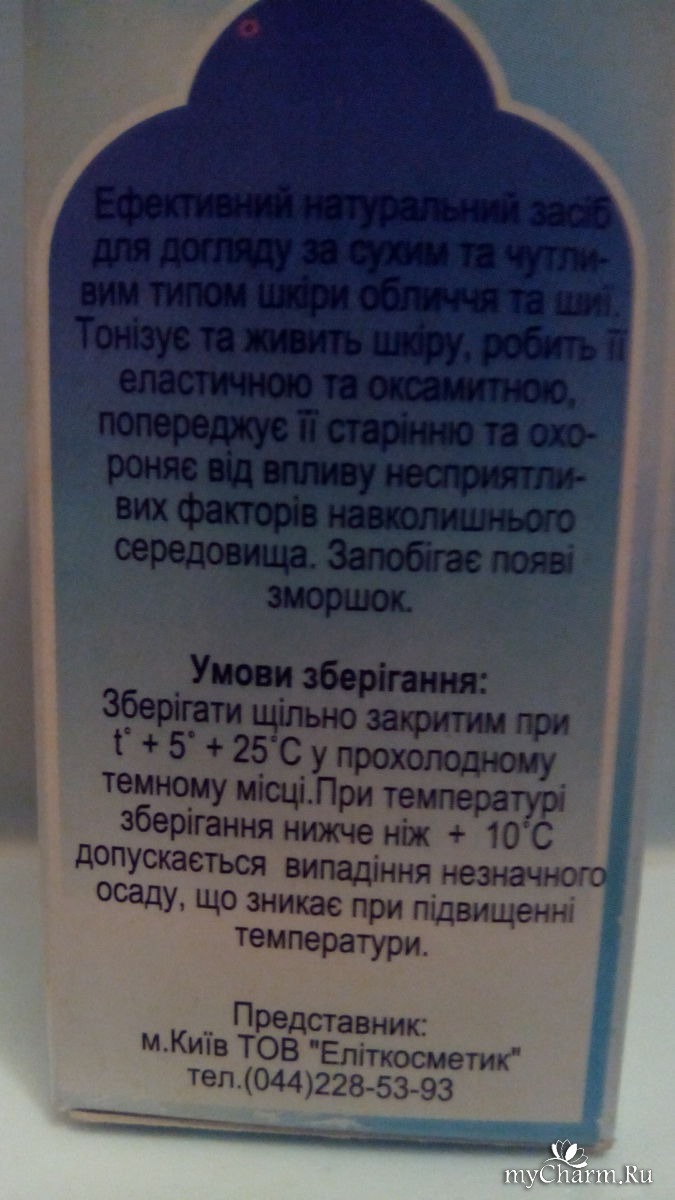 Ефективний натуральний засіб
для догляду за сухим та чутли-
вим типом шкіри обличчя та шиї.
Тонізує та живить шкіру, робить її
еластичною та оксамитною,
попереджує її старінню та охо-
роняє від впливу несприятли-
вих факторів навколишнього
середовища. Запобігає появі
зморшок.
Умови зберігання:
Зберігати щільно закритим при
t° + 5° + 25°С у прохолодному
темному місці.При температурі
зберігання нижче ніж + 10°С
допускається випадіння незначного
осаду, що зникає при підвищенні
температури.
Представник:
м.Київ ТОВ "Еліткосметик"
тел.(044)228-53-93
myCharm.Ru